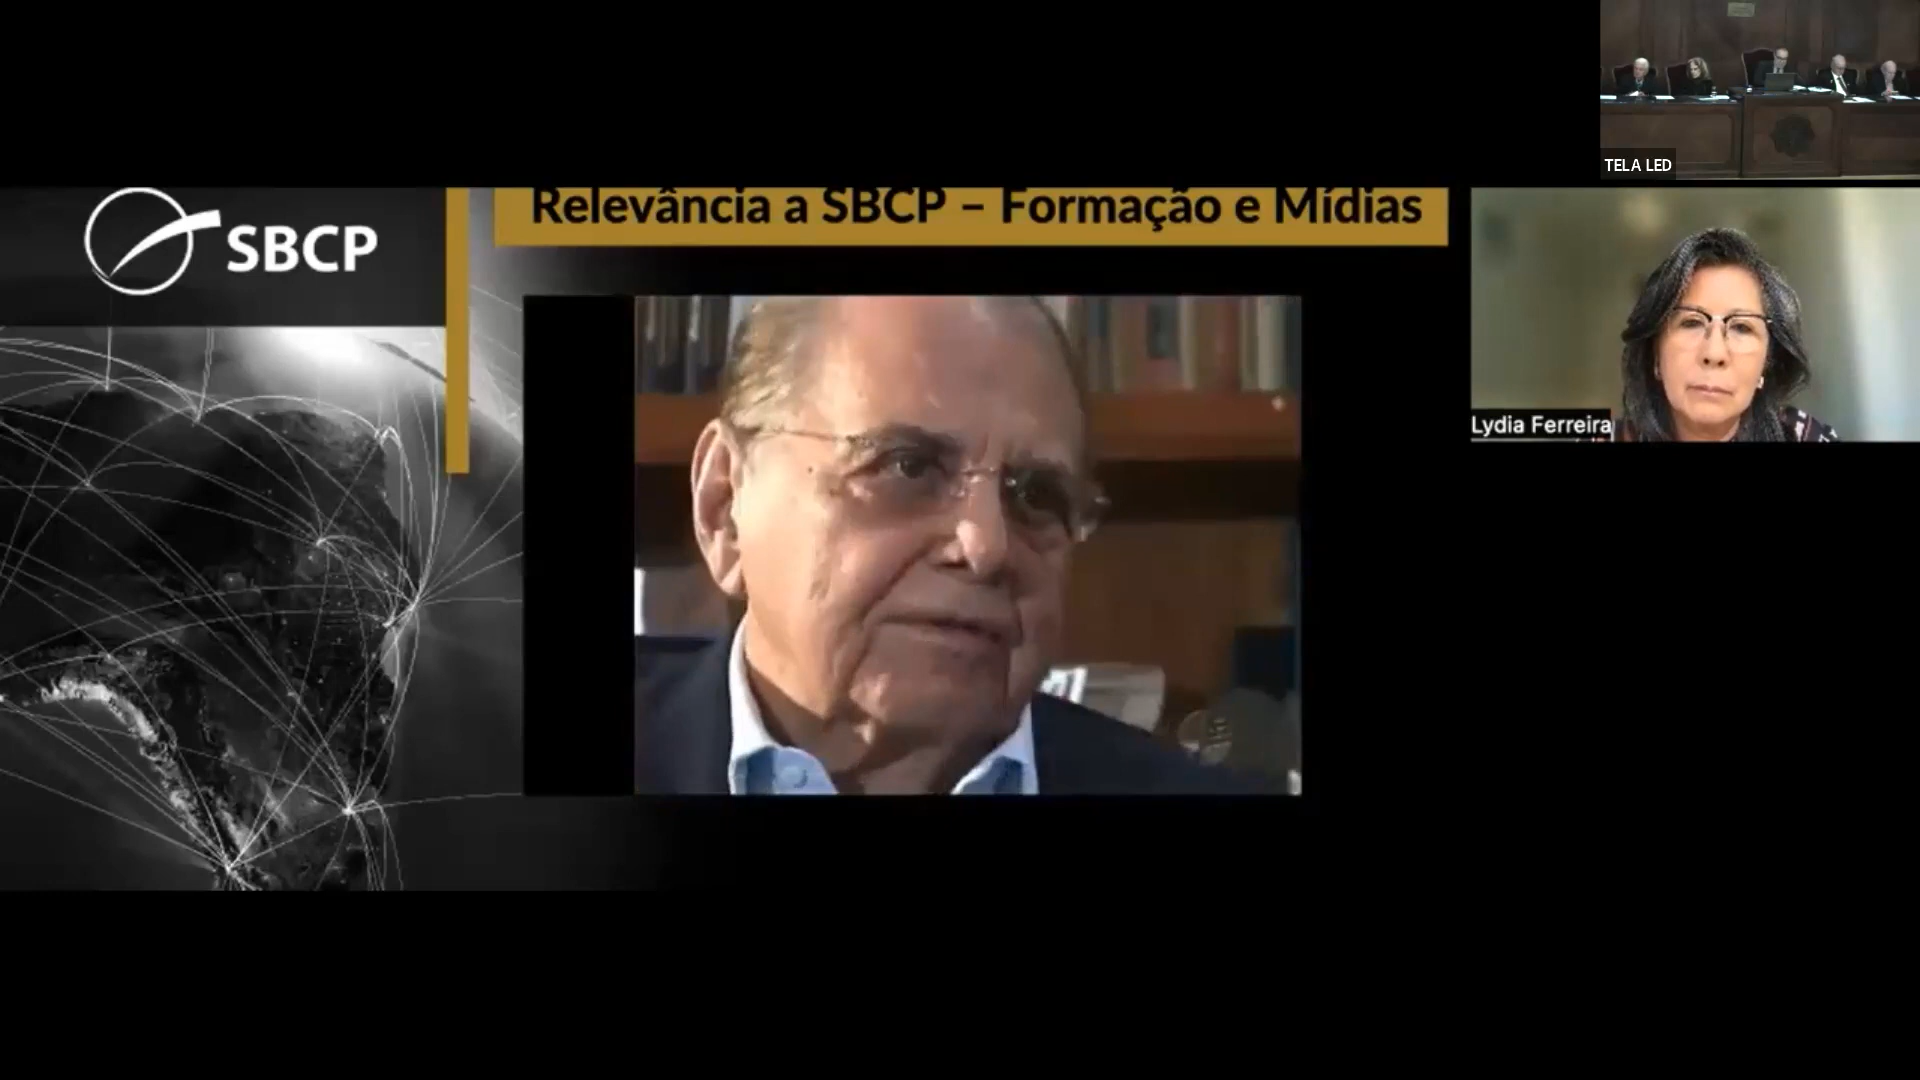 TELA LED
Relevância a SBCP – Formação e Mídias
SBCP
Lydia Ferreira